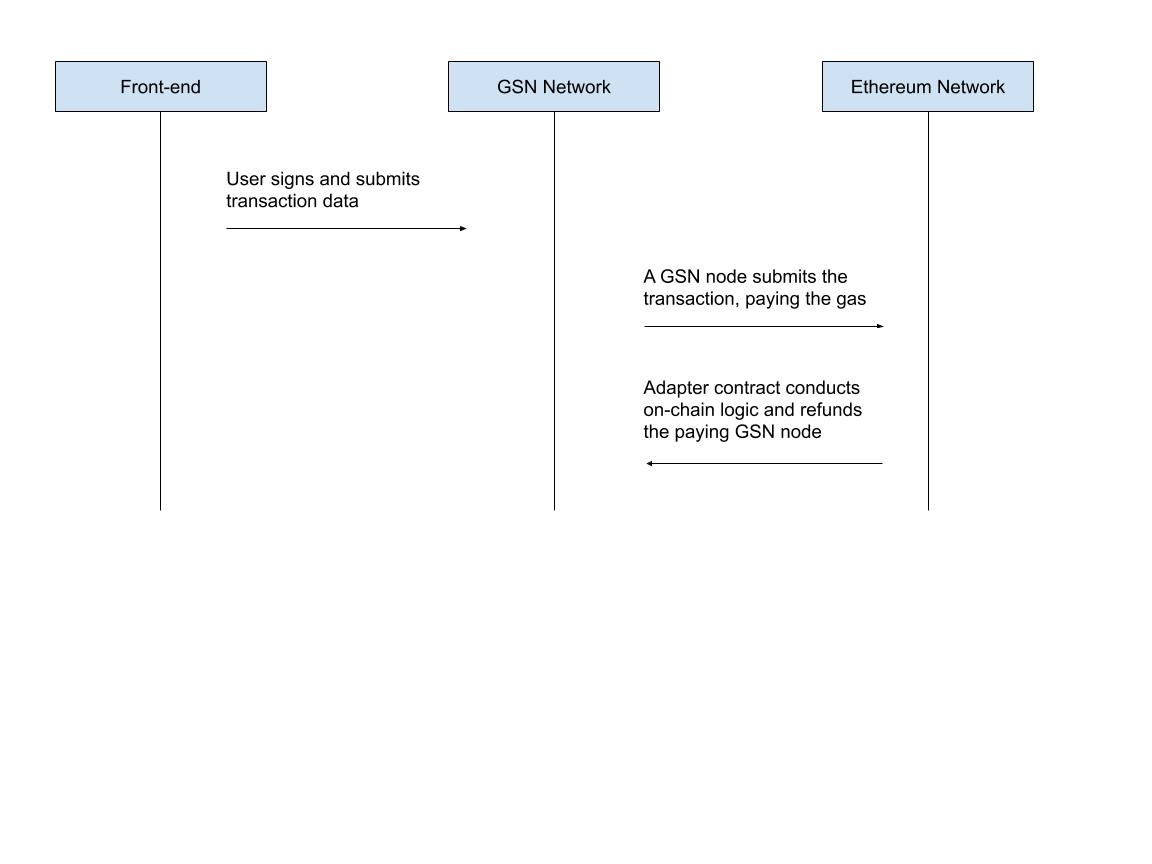 Front-end
GSN Network
Ethereum Network
User signs and submits
transaction data
A GSN node submits the
transaction, paying the gas
Adapter contract conducts
on-chain logic and refunds
the paying GSN node